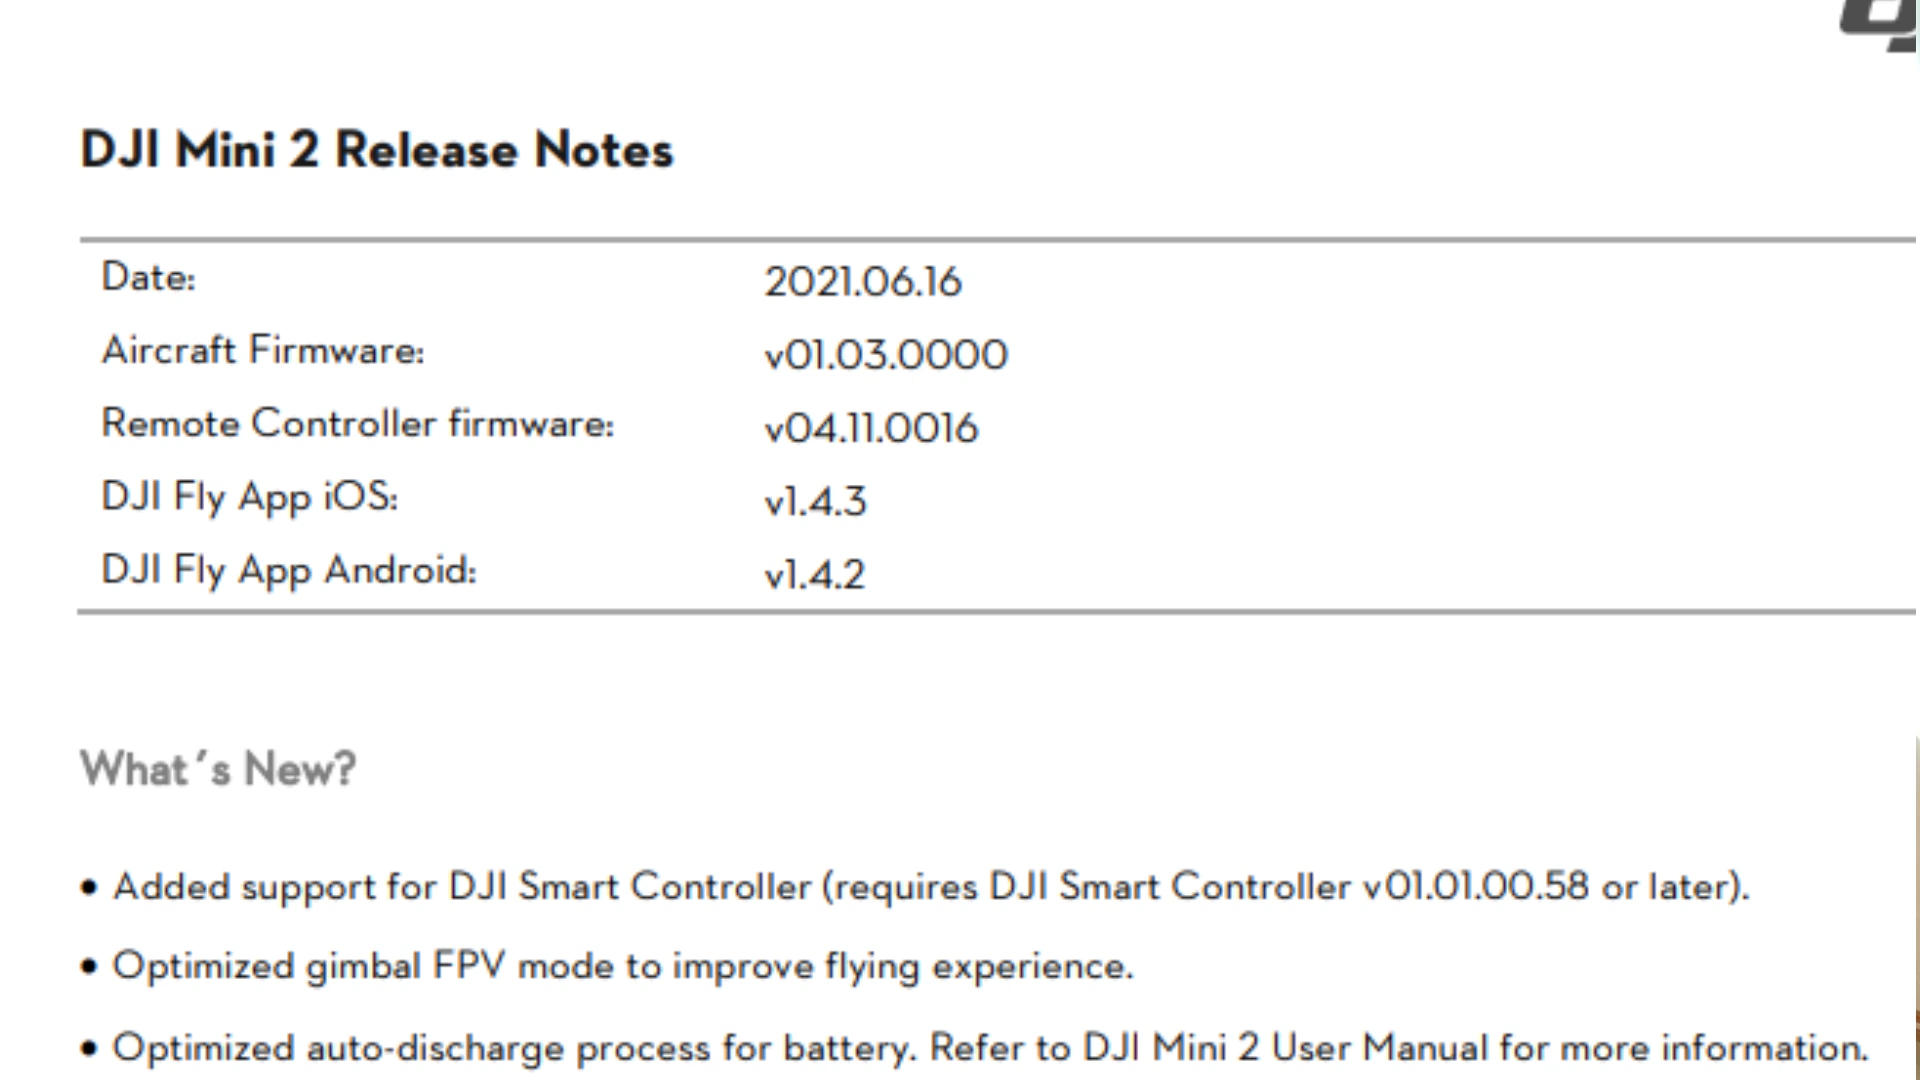 DJI Mini 2 Release Notes
Date: 2021.06.16
Aircraft Firmware: v01.03.0000
Remote Controller firmware: v04.11.0016
DJI Fly App iOS: v1.4.3
DJI Fly App Android: v1.4.2
What's New?
• Added support for DJI Smart Controller (requires DJI Smart Controller v01.01.00.58 or later).
• Optimized gimbal FPV mode to improve flying experience.
• Optimized auto-discharge process for battery. Refer to DJI Mini 2 User Manual for more information.